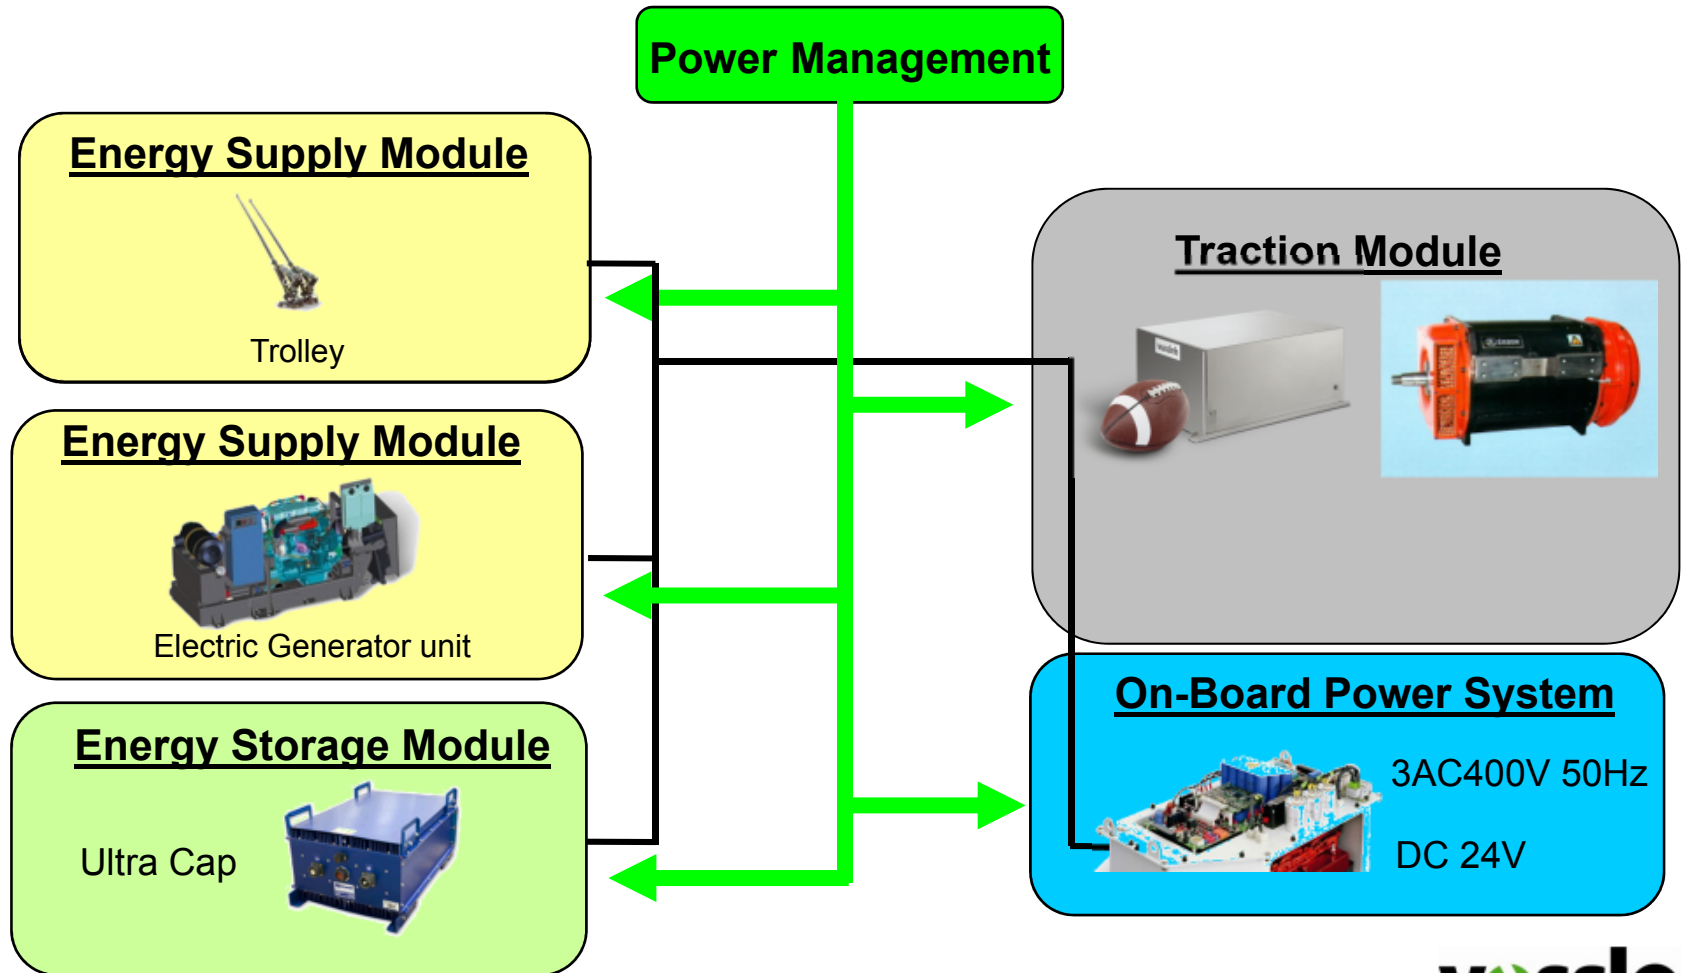 Power Management
Energy Supply Module
Trolley
Energy Supply Module
Electric Generator unit
Energy Storage Module
Ultra Cap
Traction Module
On-Board Power System
3AC400V 50Hz
DC 24V